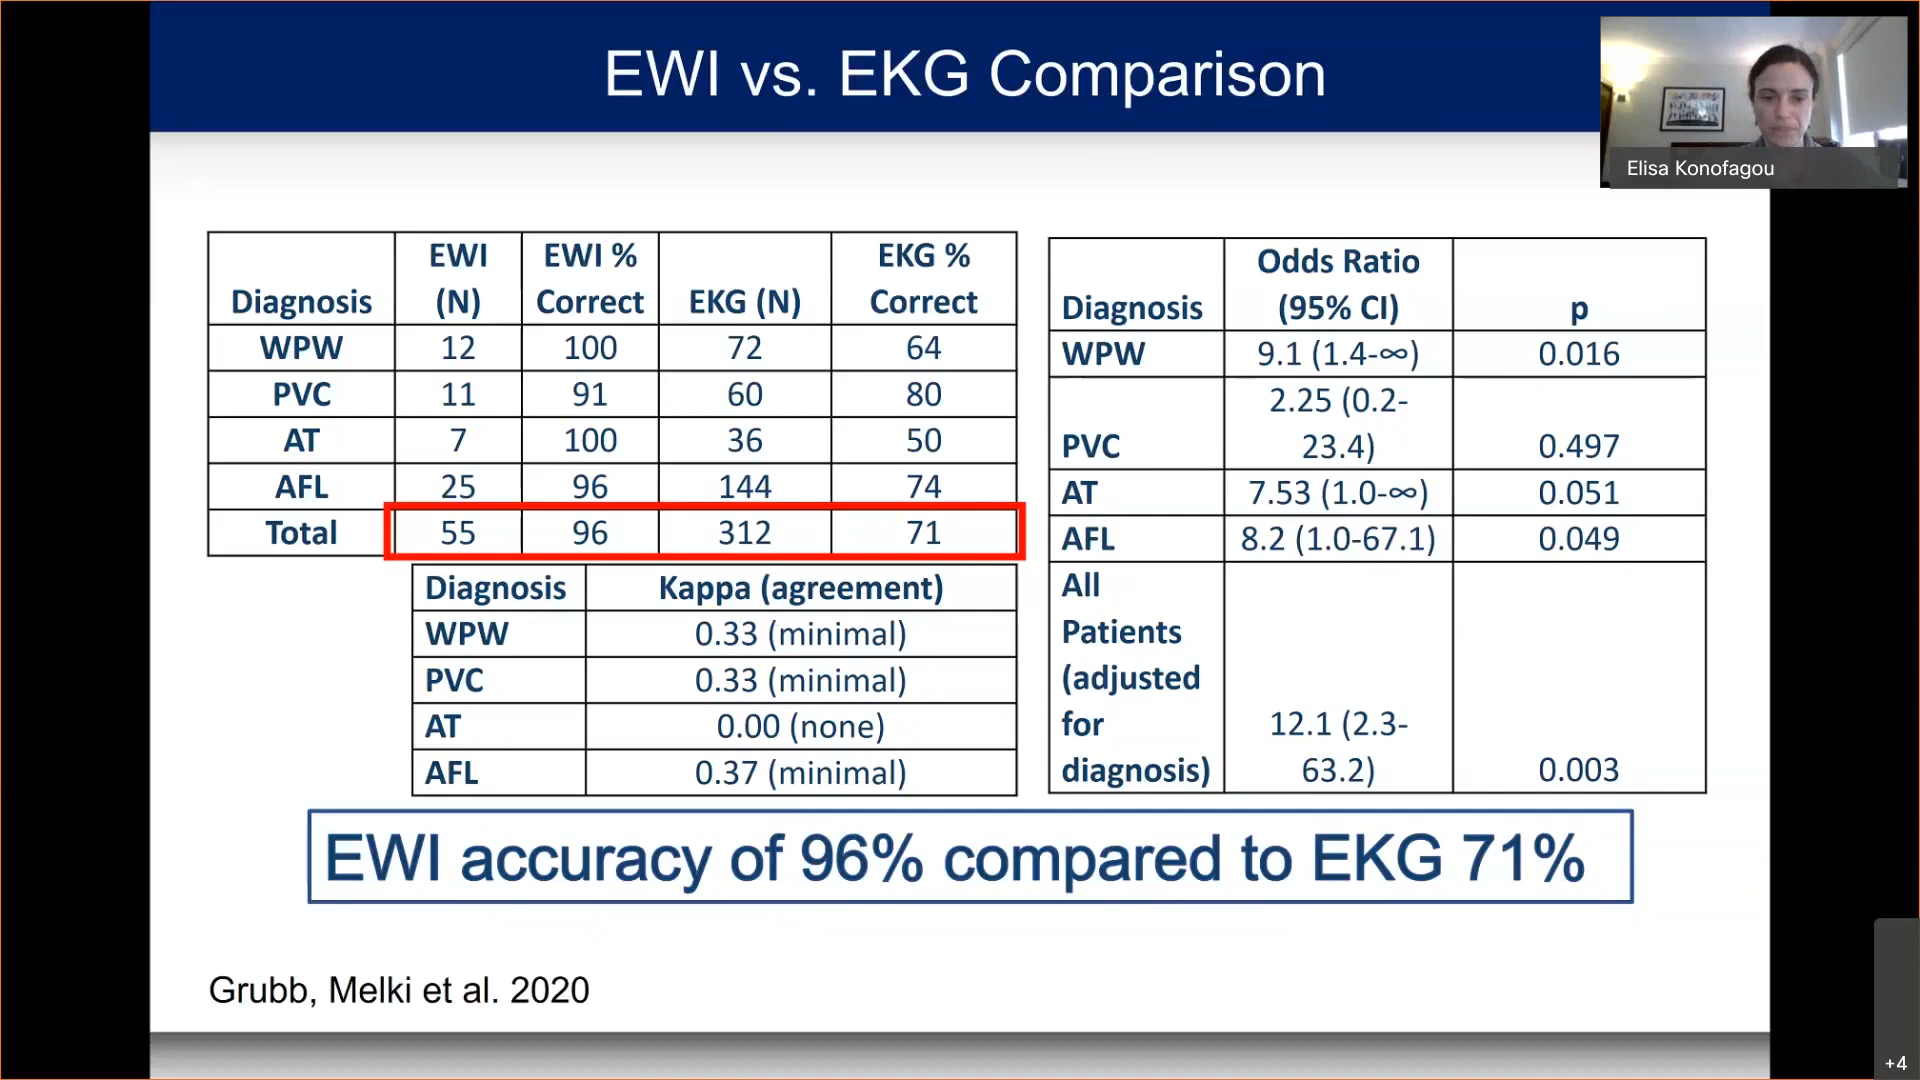 EWI vs. EKG Comparison
Elisa Konofagou
Diagnosis EWI (N) EWI % Correct EKG (N) EKG % Correct
WPW 12 100 72 64
PVC 11 91 60 80
AT 7 100 36 50
AFL 25 96 144 74
Total 55 96 312 71
Diagnosis Kappa (agreement)
WPW 0.33 (minimal)
PVC 0.33 (minimal)
AT 0.00 (none)
AFL 0.37 (minimal)
Diagnosis Odds Ratio (95% CI) p
WPW 9.1 (1.4-∞) 0.016
PVC 2.25 (0.2-23.4) 0.497
AT 7.53 (1.0-∞) 0.051
AFL 8.2 (1.0-67.1) 0.049
All Patients (adjusted for diagnosis) 12.1 (2.3-63.2) 0.003
EWI accuracy of 96% compared to EKG 71%
Grubb, Melki et al. 2020
+4